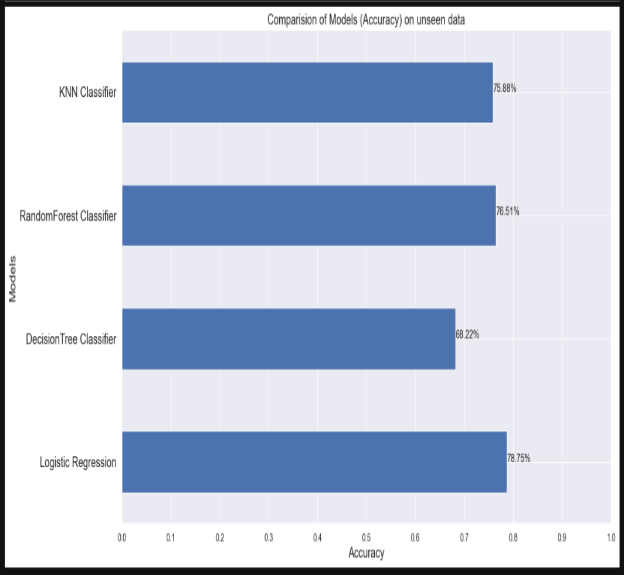 Comparision of Models (Accuracy) on unseen data
KNN Classifier
75.88%
RandomForest Classifier
76.51%
Models
DecisionTree Classifier
68.22%
Logistic Regression
78.75%
0.0 0.1 0.2 0.3 0.4 0.5 0.6 0.7 0.8 0.9 1.0
Accuracy